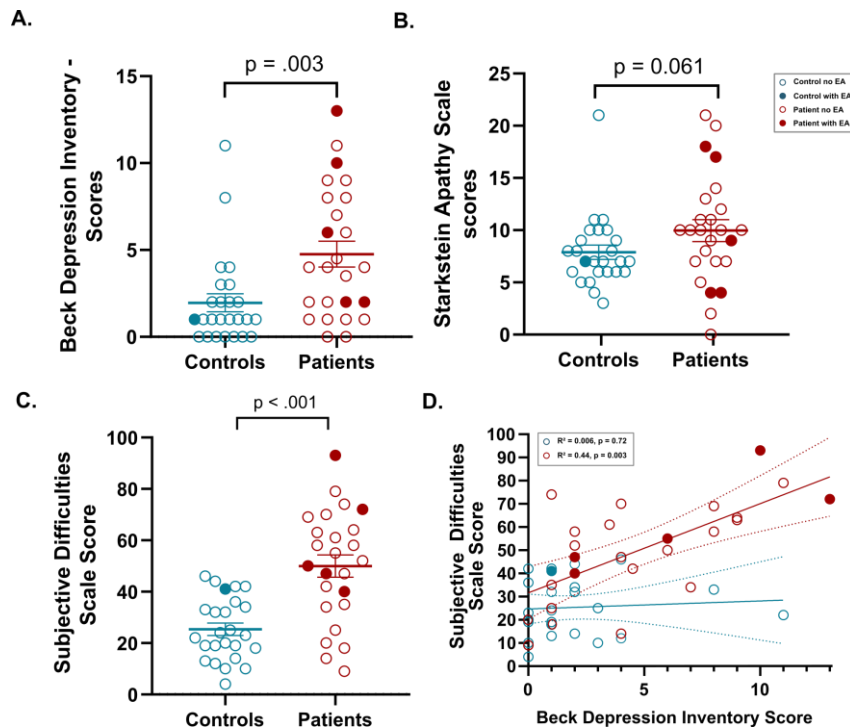 A.
p = .003
Beck Depression Inventory -
Scores
15
10
5
0
Controls
Patients
B.
p = 0.061
Starkstein Apathy Scale
scores
25
20
15
10
5
0
Controls
Patients
Control no EA
Control with EA
Patient no EA
Patient with EA
C.
p < .001
Subjective Difficulties
Scale Score
100
80
60
40
20
0
Controls
Patients
D.
R² = 0.006, p = 0.72
R² = 0.44, p = 0.003
Subjective Difficulties
Scale Score
100
90
80
70
60
50
40
30
20
10
0
0
5
10
Beck Depression Inventory Score